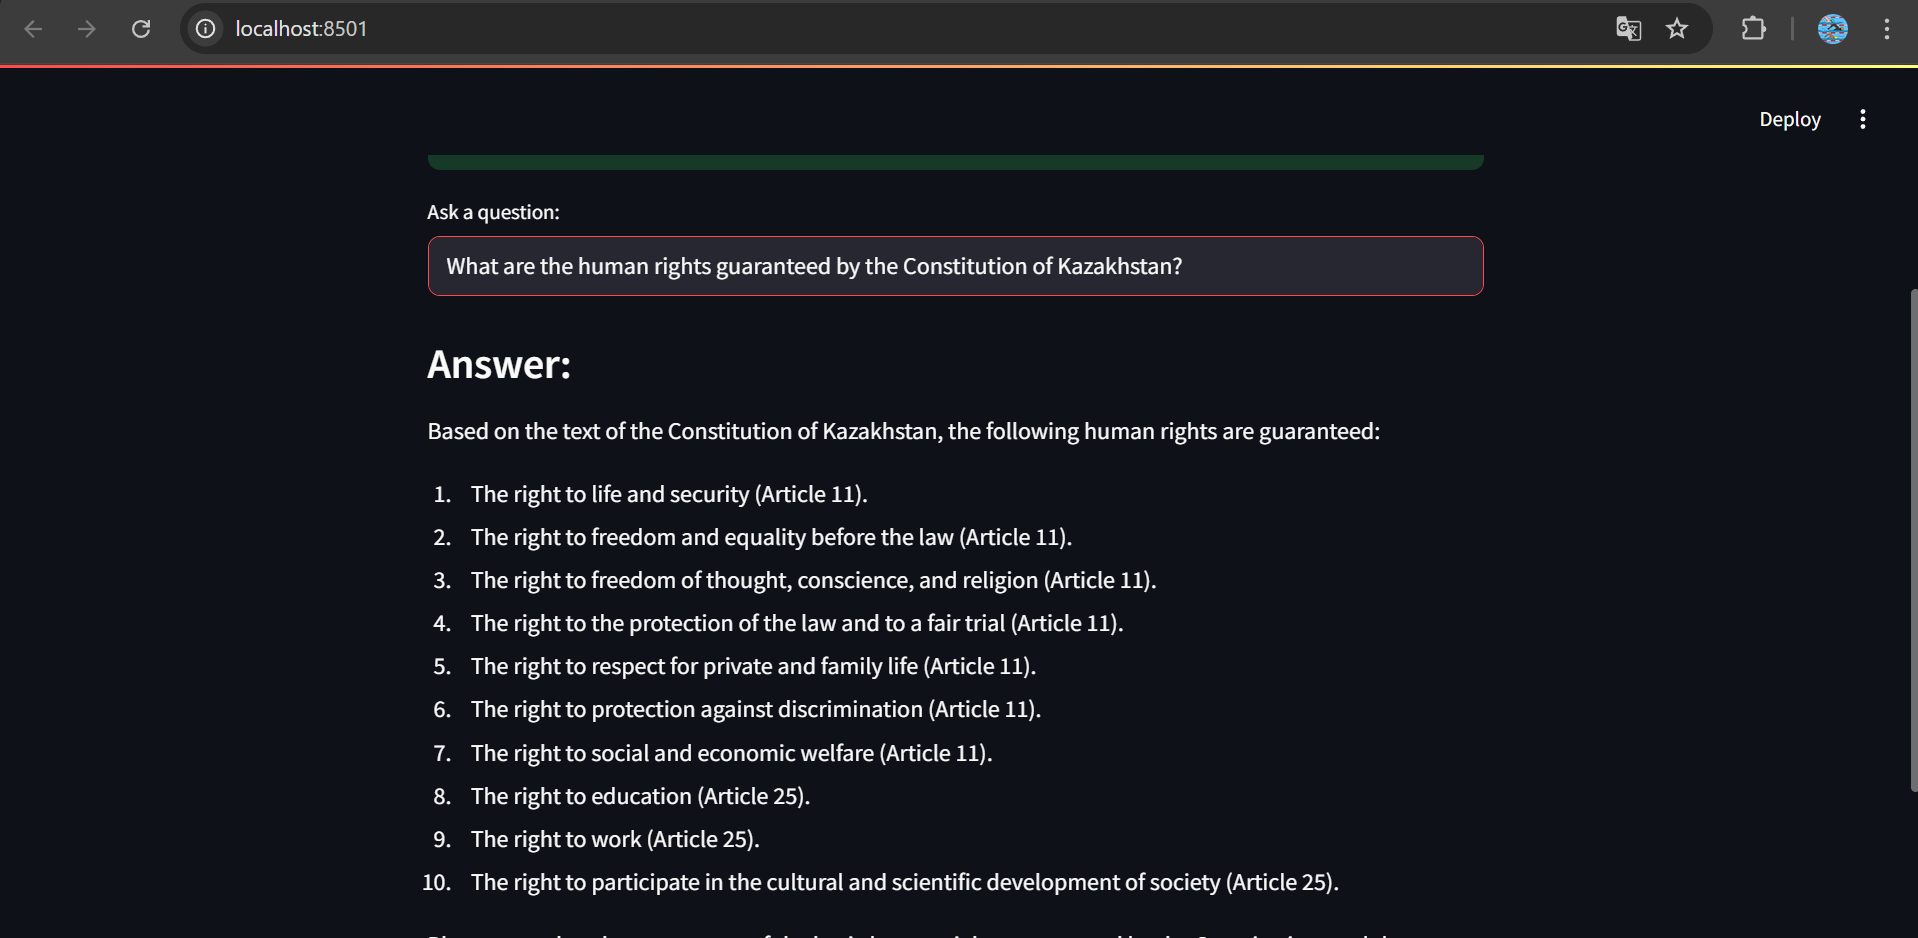 localhost:8501
Deploy
Ask a question:
What are the human rights guaranteed by the Constitution of Kazakhstan?
Answer:
Based on the text of the Constitution of Kazakhstan, the following human rights are guaranteed:
1. The right to life and security (Article 11).
2. The right to freedom and equality before the law (Article 11).
3. The right to freedom of thought, conscience, and religion (Article 11).
4. The right to the protection of the law and to a fair trial (Article 11).
5. The right to respect for private and family life (Article 11).
6. The right to protection against discrimination (Article 11).
7. The right to social and economic welfare (Article 11).
8. The right to education (Article 25).
9. The right to work (Article 25).
10. The right to participate in the cultural and scientific development of society (Article 25).